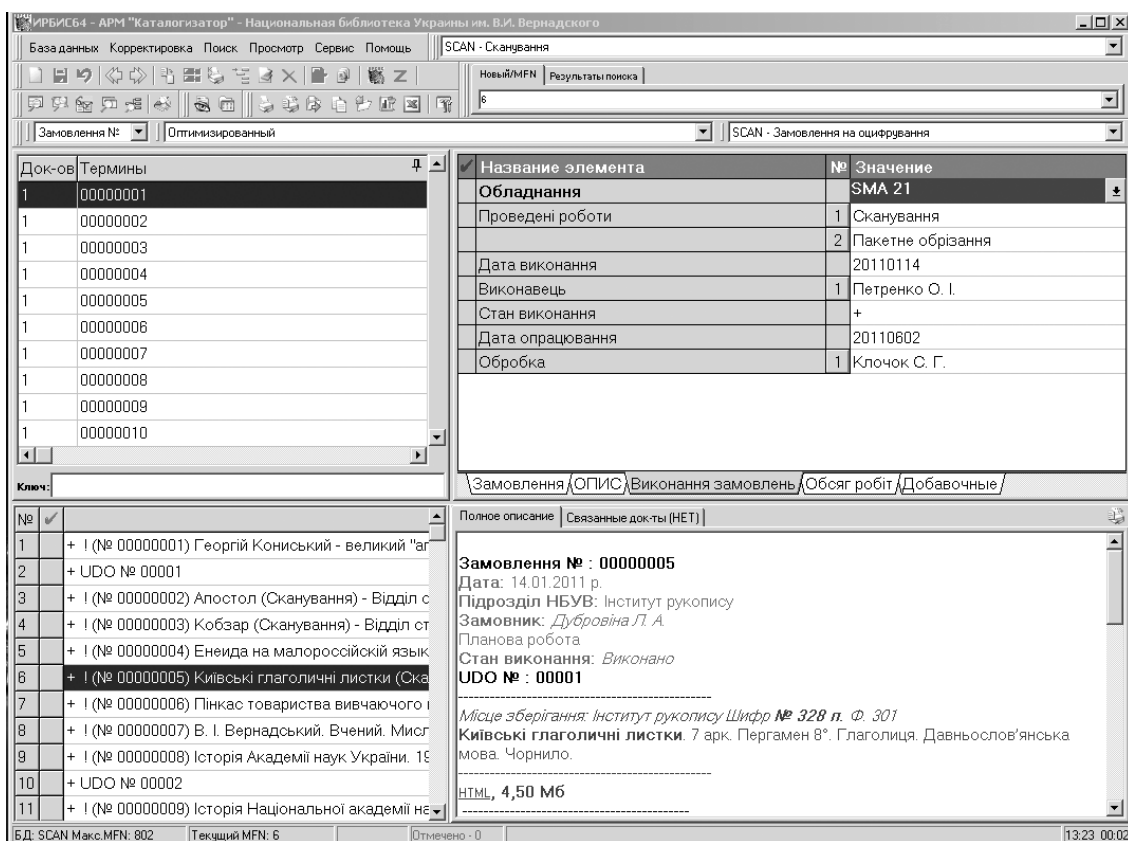 ИРБИС64 - АРМ "Каталогизатор" - Национальная библиотека Украины им. В.И. Вернадского
База данных Корректировка Поиск Просмотр Сервис Помощь
SCAN - Сканування
Новый/MFN Результаты поиска
6
Замовлення № Оптимизированный SCAN - Замовлення на оцифрування
Док-ов Термины
1 00000001
1 00000002
1 00000003
1 00000004
1 00000005
1 00000006
1 00000007
1 00000008
1 00000009
1 00000010
Ключ:
Название элемента № Значение
Обладнання SMA 21
Проведені роботи 1 Сканування
2 Пакетне обрізання
Дата виконання 20110114
Виконавець 1 Петренко О. І.
Стан виконання +
Дата опрацювання 20110602
Обробка 1 Клочок С. Г.
Замовлення ОПИС Виконання замовлень Обсяг робіт Добавочные
№
1 + ! (№ 00000001) Георгій Кониський - великий "аг
2 + UDO № 00001
3 + ! (№ 00000002) Апостол (Сканування) - Відділ с
4 + ! (№ 00000003) Кобзар (Сканування) - Відділ ст
5 + ! (№ 00000004) Енеида на малороссійскій язык
6 + ! (№ 00000005) Київські глаголичні листки (Ска
7 + ! (№ 00000006) Пінкас товариства вивчаючого
8 + ! (№ 00000007) В. І. Вернадський. Вчений. Мисл
9 + ! (№ 00000008) Історія Академії наук України. 19
10 + UDO № 00002
11 + ! (№ 00000009) Історія Національної академії на
Полное описание Связанные док-ты (НЕТ)
Замовлення № : 00000005
Дата: 14.01.2011 р.
Підрозділ НБУВ: Інститут рукопису
Замовник: Дубровіна Л. А.
Планова робота
Стан виконання: Виконано
UDO № : 00001
Місце зберігання: Інститут рукопису Шифр № 328 п. Ф. 301
Київські глаголичні листки. 7 арк. Пергамен 8°. Глаголиця. Давньослов'янська
мова. Чорнило.
HTML, 4,50 Мб
БД: SCAN Макс.MFN: 802 Текущий MFN: 6 Отмечено - 0 13:23 00:02